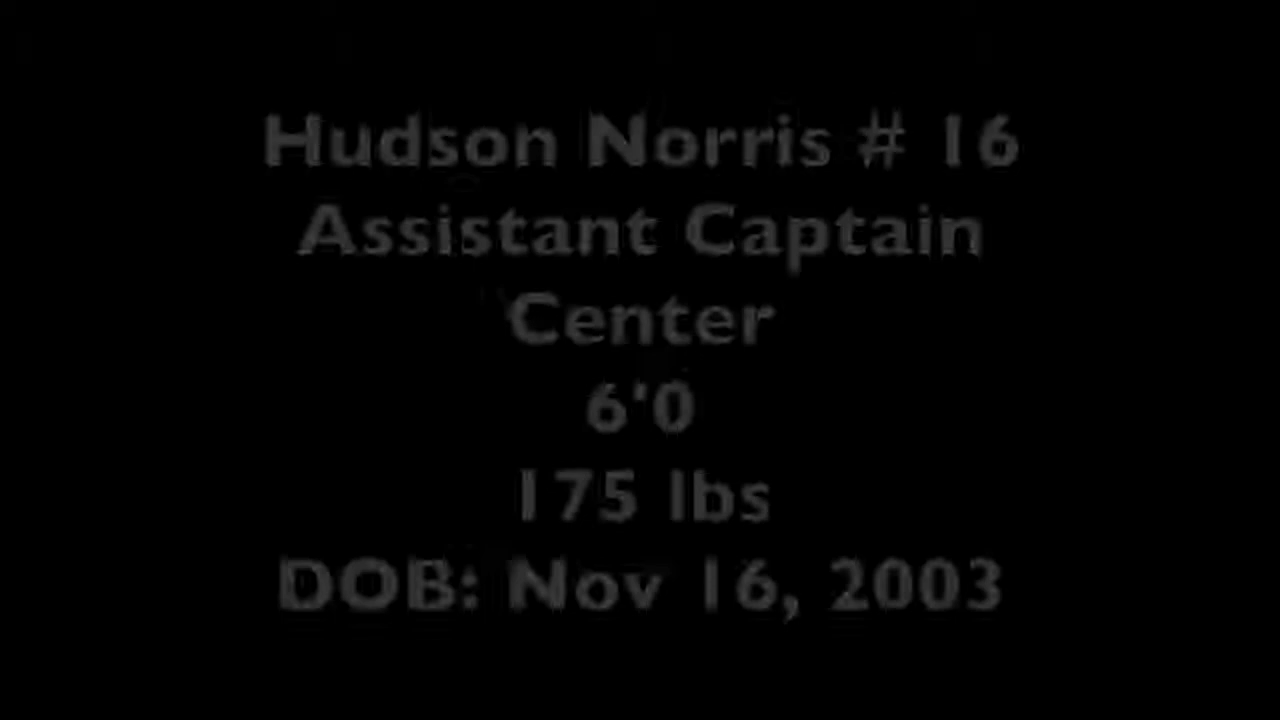 Hudson Norris # 16
Assistant Captain
Center
6'0
175 lbs
DOB: Nov 16, 2003